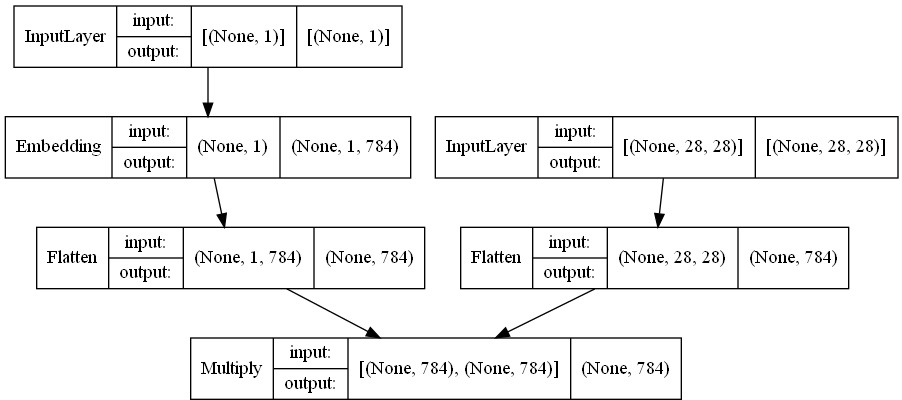 InputLayer input: output: [(None, 1)] [(None, 1)]
Embedding input: output: (None, 1) (None, 1, 784)
InputLayer input: output: [(None, 28, 28)] [(None, 28, 28)]
Flatten input: output: (None, 1, 784) (None, 784)
Flatten input: output: (None, 28, 28) (None, 784)
Multiply input: output: [(None, 784), (None, 784)] (None, 784)